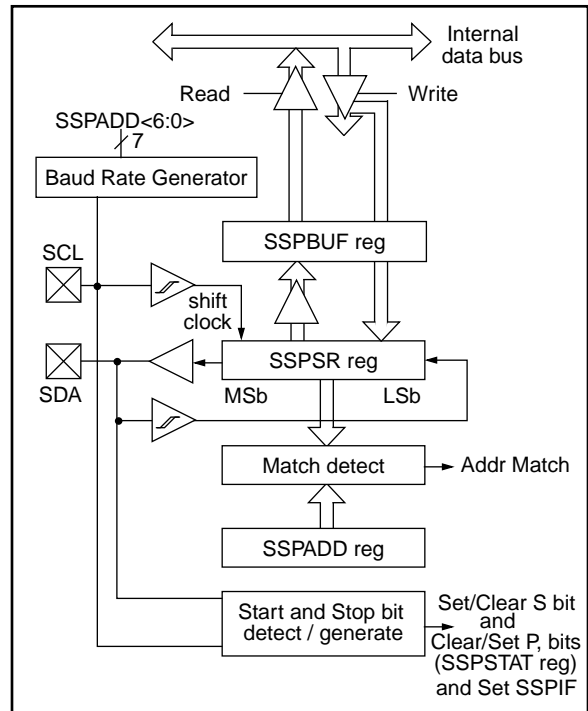 Internal
data bus
Read
Write
SSPADD<6:0>
7
Baud Rate Generator
SSPBUF reg
SCL
shift
clock
SSPSR reg
SDA
MSb
LSb
Match detect
Addr Match
SSPADD reg
Start and Stop bit
detect / generate
Set/Clear S bit
and
Clear/Set P, bits
(SSPSTAT reg)
and Set SSPIF